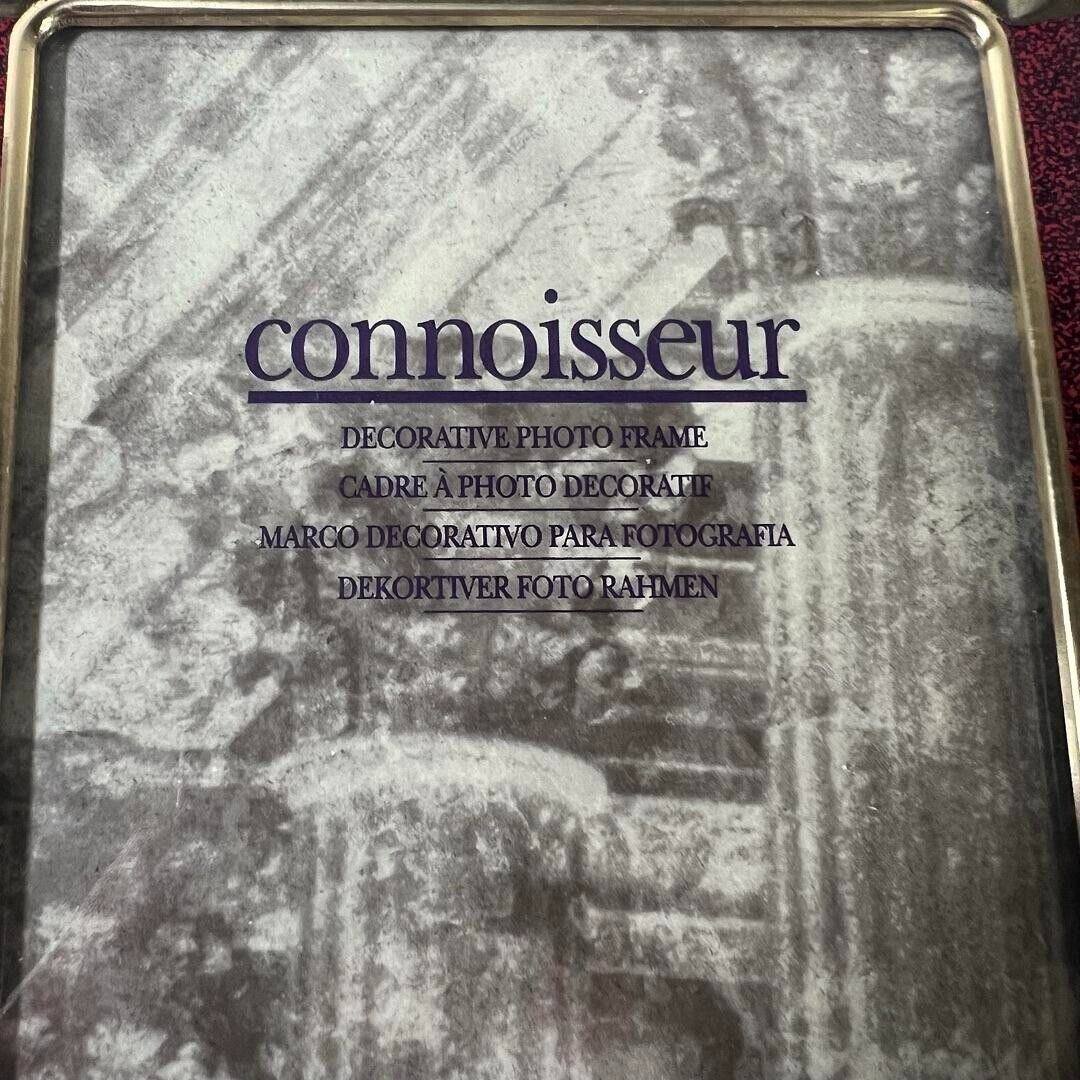 connoisseur
DECORATIVE PHOTO FRAME
CADRE À PHOTO DECORATIF
MARCO DECORATIVO PARA FOTOGRAFIA
DEKORTIVER FOTO RAHMEN